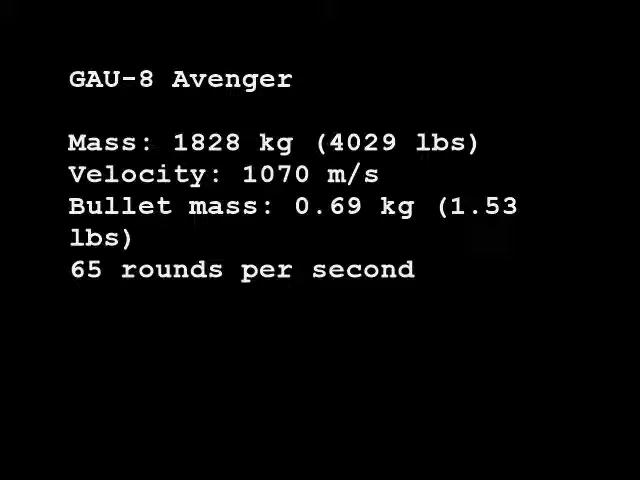 GAU-8 Avenger
Mass: 1828 kg (4029 lbs)
Velocity: 1070 m/s
Bullet mass: 0.69 kg (1.53
lbs)
65 rounds per second